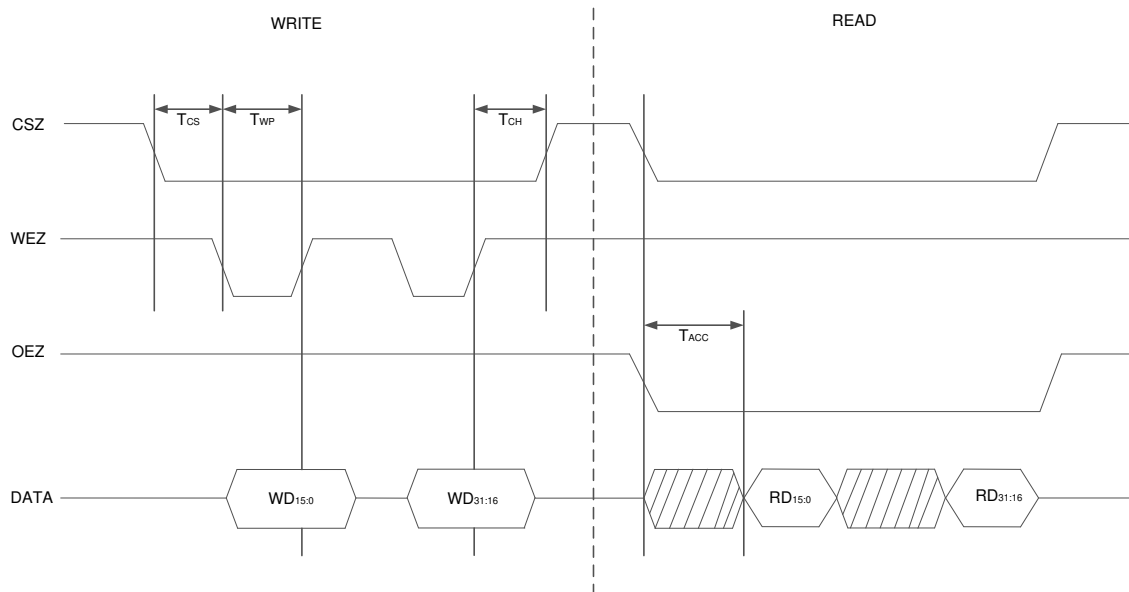 WRITE
READ
TCS
TWP
TCH
CSZ
WEZ
TACC
OEZ
DATA
WD15:0
WD31:16
RD15:0
RD31:16